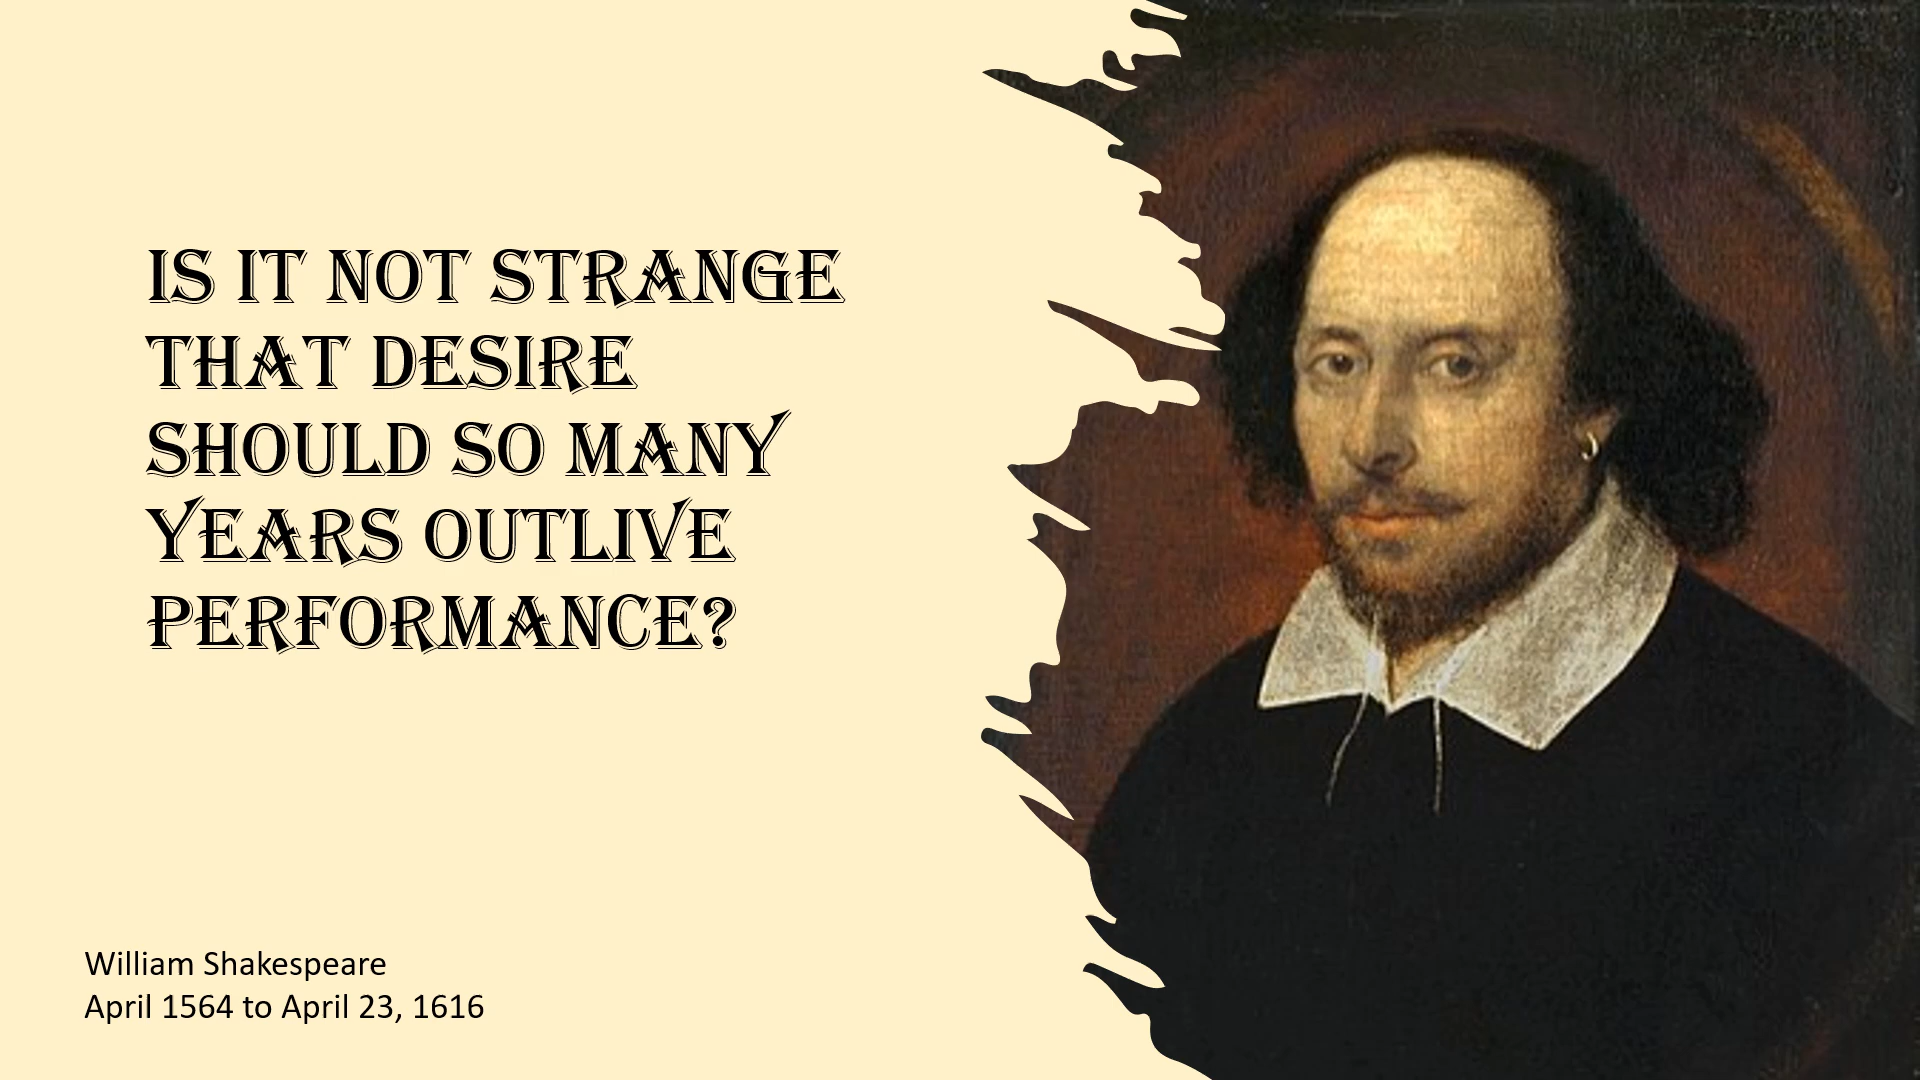 IS IT NOT STRANGE
THAT DESIRE
SHOULD SO MANY
YEARS OUTLIVE
PERFORMANCE?
William Shakespeare
April 1564 to April 23, 1616